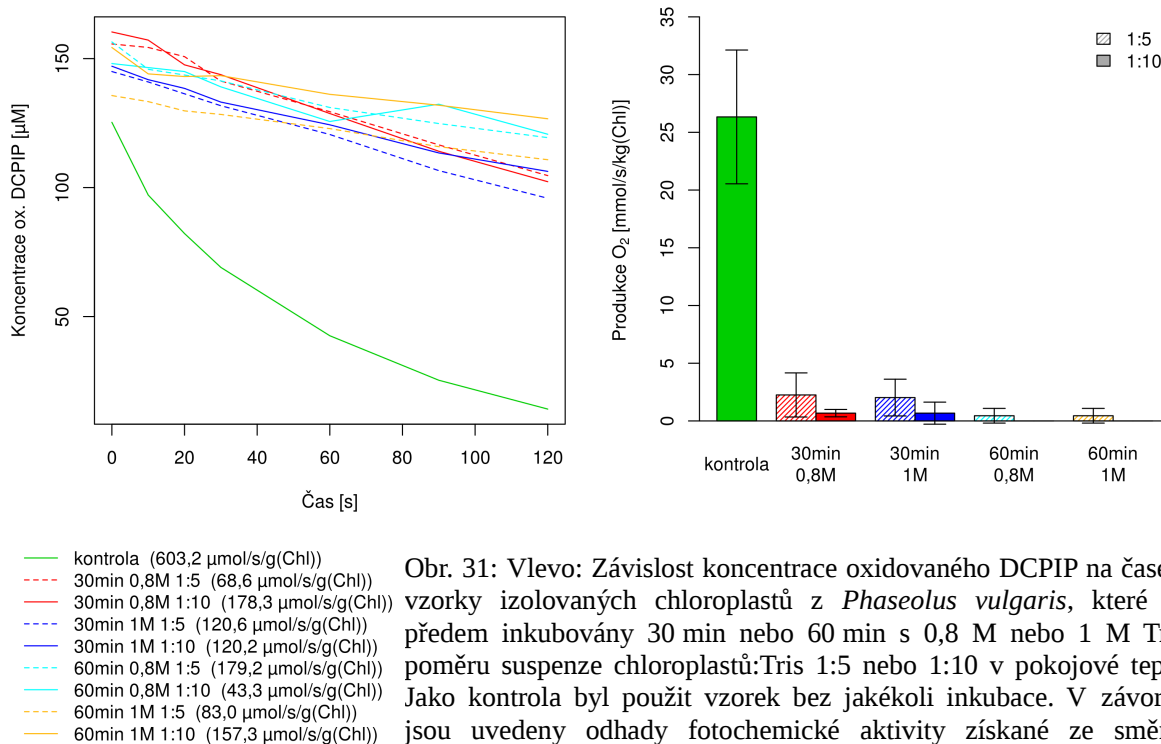 Koncentrace ox. DCPIP [µM]
150
100
50
0 20 40 60 80 100 120
Čas [s]
Produkce O2 [mmol/s/kg(Chl)]
35
30
25
20
15
10
5
0
1:5
1:10
kontrola
30min 0,8M
30min 1M
60min 0,8M
60min 1M
kontrola (603,2 µmol/s/g(Chl))
30min 0,8M 1:5 (68,6 µmol/s/g(Chl))
30min 0,8M 1:10 (178,3 µmol/s/g(Chl))
30min 1M 1:5 (120,6 µmol/s/g(Chl))
30min 1M 1:10 (120,2 µmol/s/g(Chl))
60min 0,8M 1:5 (179,2 µmol/s/g(Chl))
60min 0,8M 1:10 (43,3 µmol/s/g(Chl))
60min 1M 1:5 (83,0 µmol/s/g(Chl))
60min 1M 1:10 (157,3 µmol/s/g(Chl))
Obr. 31: Vlevo: Závislost koncentrace oxidovaného DCPIP na čase
vzorky izolovaných chloroplastů z Phaseolus vulgaris, které
předem inkubovány 30 min nebo 60 min s 0,8 M nebo 1 M
poměru suspenze chloroplastů:Tris 1:5 nebo 1:10 v pokojové
Jako kontrola byl použit vzorek bez jakékoli inkubace. V
jsou uvedeny odhady fotochemické aktivity získané ze